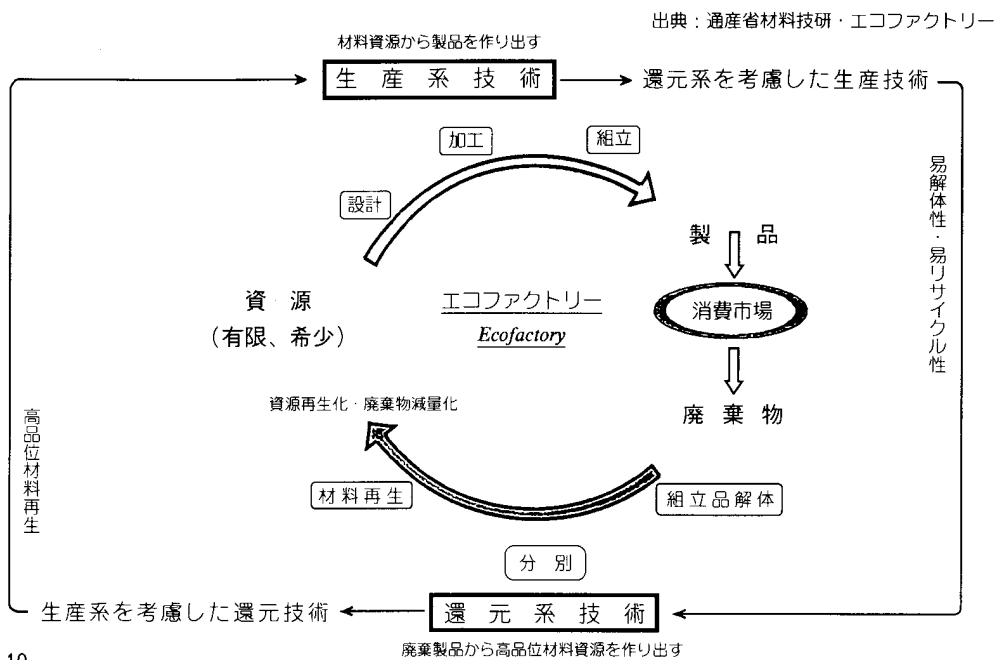 出典：通産省材料技研・エコファクトリー
材料資源から製品を作り出す
生産系技術
還元系を考慮した生産技術
加工
組立
設計
易解体性・易リサイクル性
製品
資源
（有限、希少）
エコファクトリー
Ecofactory
消費市場
資源再生化・廃棄物減量化
廃棄物
高品位材料再生
材料再生
組立品解体
分別
生産系を考慮した還元技術
還元系技術
廃棄製品から高品位材料資源を作り出す
10